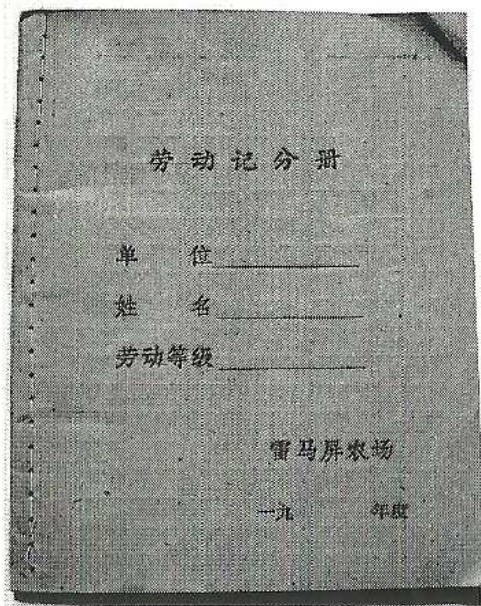 劳动记分册
单 位
姓 名
劳动等级
雷马屏农场
一九 年度